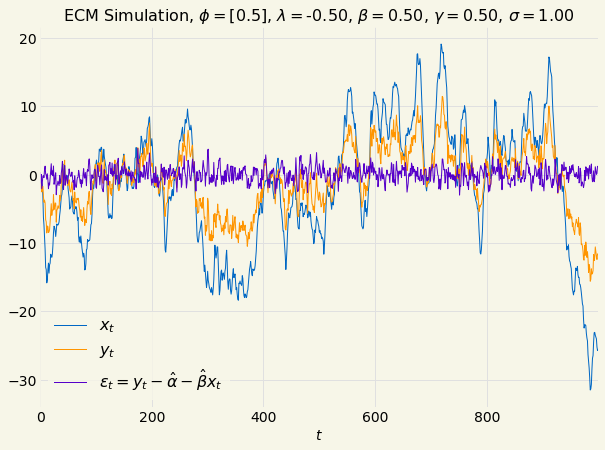 ECM Simulation, ϕ = [0.5], λ = -0.50, β = 0.50, γ = 0.50, σ = 1.00
20
10
0
−10
−20
−30
x_t
y_t
ε_t = y_t − α̂ − β̂x_t
0 200 400 600 800
t